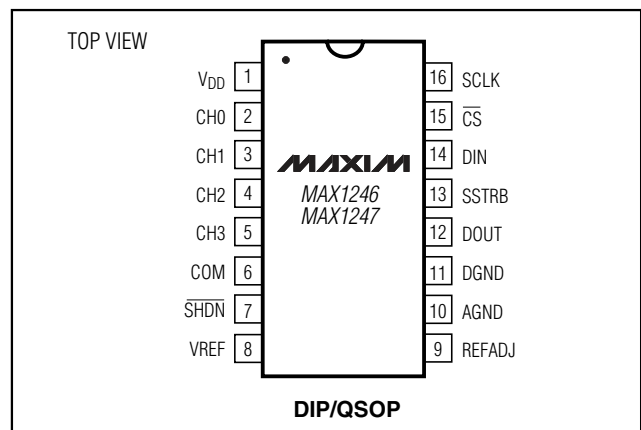 TOP VIEW
VDD 1
CH0 2
CH1 3
CH2 4
CH3 5
COM 6
SHDN 7
VREF 8
MAXIM
MAX1246
MAX1247
16 SCLK
15 CS
14 DIN
13 SSTRB
12 DOUT
11 DGND
10 AGND
9 REFADJ
DIP/QSOP